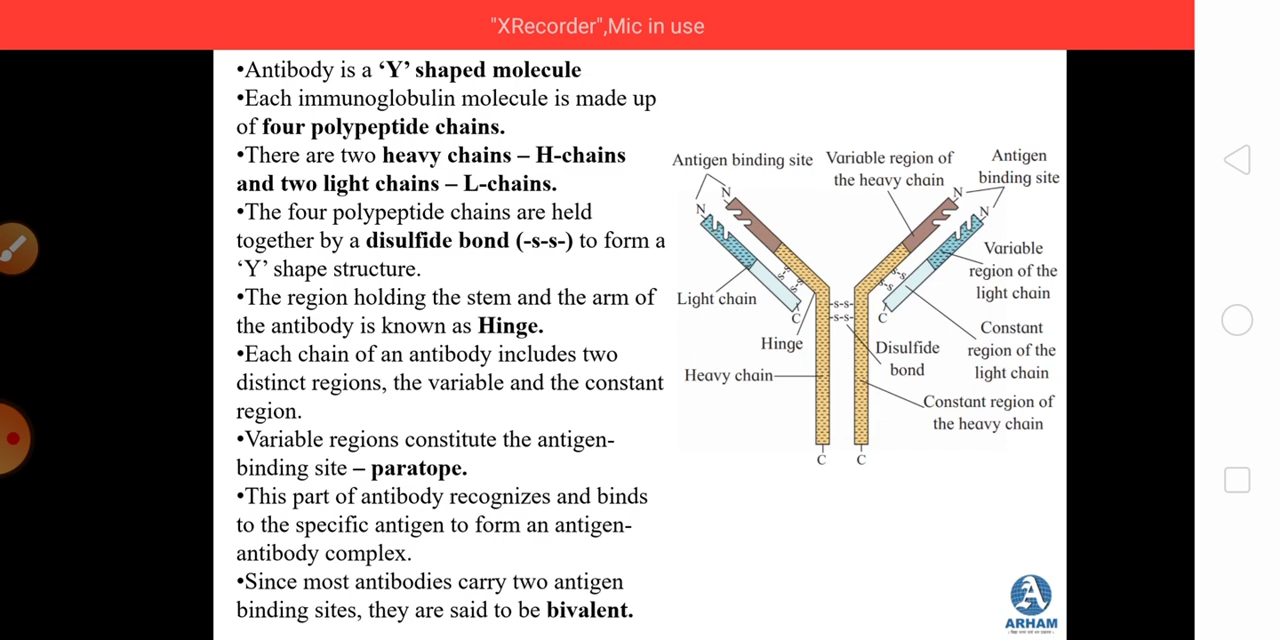 "XRecorder",Mic in use
•Antibody is a ‘Y’ shaped molecule
•Each immunoglobulin molecule is made up
of four polypeptide chains.
•There are two heavy chains – H-chains
and two light chains – L-chains.
•The four polypeptide chains are held
together by a disulfide bond (-s-s-) to form a
‘Y’ shape structure.
•The region holding the stem and the arm of
the antibody is known as Hinge.
•Each chain of an antibody includes two
distinct regions, the variable and the constant
region.
•Variable regions constitute the antigen-
binding site – paratope.
•This part of antibody recognizes and binds
to the specific antigen to form an antigen-
antibody complex.
•Since most antibodies carry two antigen
binding sites, they are said to be bivalent.
Antigen binding site
Variable region of
the heavy chain
Antigen
binding site
N
N
N
N
Variable
region of the
light chain
-s-s-
-s-s-
-s-s-
-s-s-
Light chain
C
C
Hinge
Disulfide
bond
Constant
region of the
light chain
Heavy chain
Constant region of
the heavy chain
C
C
A
ARHAM